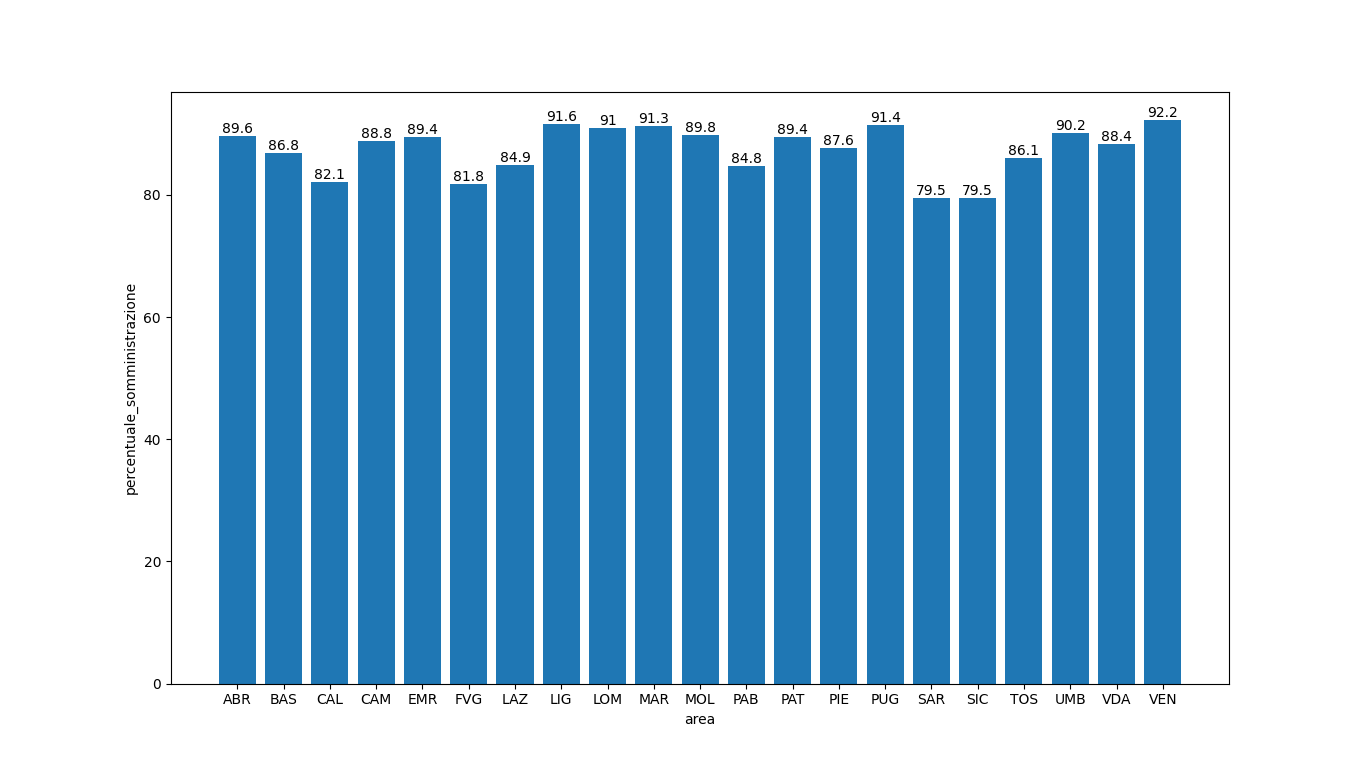 89.6 86.8 82.1 88.8 89.4 81.8 84.9 91.6 91 91.3 89.8 84.8 89.4 87.6 91.4 79.5 79.5 86.1 90.2 88.4 92.2
80
60
40
20
0
percentuale_somministrazione
ABR BAS CAL CAM EMR FVG LAZ LIG LOM MAR MOL PAB PAT PIE PUG SAR SIC TOS UMB VDA VEN
area